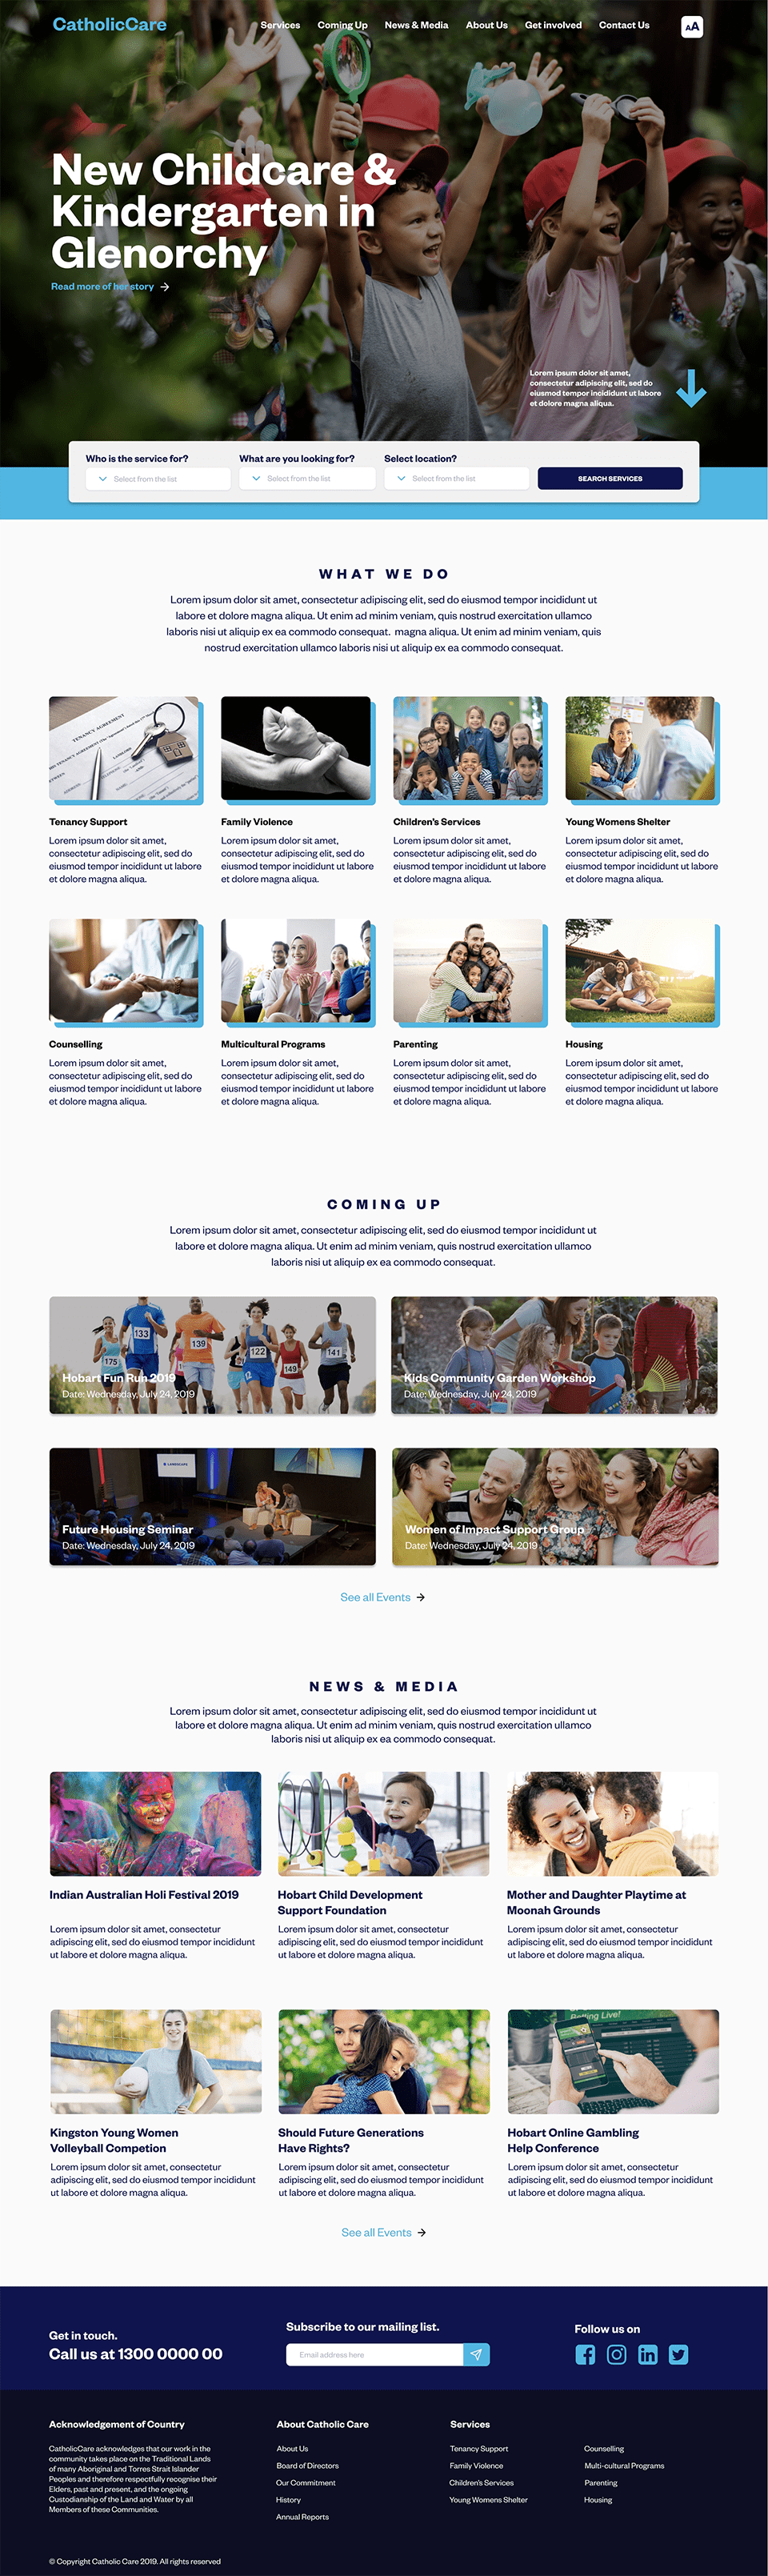 CatholicCare
Services
Coming Up
News & Media
About Us
Get involved
Contact Us
AA
New Childcare &
Kindergarten in
Glenorchy
Read more of her story
Lorem ipsum dolor sit amet,
consectetur adipiscing elit, sed do
eiusmod tempor incididunt ut labore
et dolore magna aliqua.
Who is the service for?
Select from the list
What are you looking for?
Select from the list
Select location?
Select from the list
SEARCH SERVICES
WHAT WE DO
Lorem ipsum dolor sit amet, consectetur adipiscing elit, sed do eiusmod tempor incididunt ut
labore et dolore magna aliqua. Ut enim ad minim veniam, quis nostrud exercitation ullamco
laboris nisi ut aliquip ex ea commodo consequat. magna aliqua. Ut enim ad minim veniam, quis
nostrud exercitation ullamco laboris nisi ut aliquip ex ea commodo consequat.
TENANCY AGREEMENT
Tenancy Support
Lorem ipsum dolor sit amet,
consectetur adipiscing elit, sed do
eiusmod tempor incididunt ut labore
et dolore magna aliqua.
Family Violence
Lorem ipsum dolor sit amet,
consectetur adipiscing elit, sed do
eiusmod tempor incididunt ut labore
et dolore magna aliqua.
Children's Services
Lorem ipsum dolor sit amet,
consectetur adipiscing elit, sed do
eiusmod tempor incididunt ut labore
et dolore magna aliqua.
Young Womens Shelter
Lorem ipsum dolor sit amet,
consectetur adipiscing elit, sed do
eiusmod tempor incididunt ut labore
et dolore magna aliqua.
Counselling
Lorem ipsum dolor sit amet,
consectetur adipiscing elit, sed do
eiusmod tempor incididunt ut labore
et dolore magna aliqua.
Multicultural Programs
Lorem ipsum dolor sit amet,
consectetur adipiscing elit, sed do
eiusmod tempor incididunt ut labore
et dolore magna aliqua.
Parenting
Lorem ipsum dolor sit amet,
consectetur adipiscing elit, sed do
eiusmod tempor incididunt ut labore
et dolore magna aliqua.
Housing
Lorem ipsum dolor sit amet,
consectetur adipiscing elit, sed do
eiusmod tempor incididunt ut labore
et dolore magna aliqua.
COMING UP
Lorem ipsum dolor sit amet, consectetur adipiscing elit, sed do eiusmod tempor incididunt ut
labore et dolore magna aliqua. Ut enim ad minim veniam, quis nostrud exercitation ullamco
laboris nisi ut aliquip ex ea commodo consequat.
175
133
139
122
149
141
Hobart Fun Run 2019
Date: Wednesday, July 24, 2019
Kids Community Garden Workshop
Date: Wednesday, July 24, 2019
LANDSCAPE
Future Housing Seminar
Date: Wednesday, July 24, 2019
Women of Impact Support Group
Date: Wednesday, July 24, 2019
See all Events
NEWS & MEDIA
Lorem ipsum dolor sit amet, consectetur adipiscing elit, sed do eiusmod tempor incididunt ut
labore et dolore magna aliqua. Ut enim ad minim veniam, quis nostrud exercitation ullamco
laboris nisi ut aliquip ex ea commodo consequat.
Indian Australian Holi Festival 2019
Lorem ipsum dolor sit amet, consectetur
adipiscing elit, sed do eiusmod tempor incididunt
ut labore et dolore magna aliqua.
Hobart Child Development
Support Foundation
Lorem ipsum dolor sit amet, consectetur
adipiscing elit, sed do eiusmod tempor incididunt
ut labore et dolore magna aliqua.
Mother and Daughter Playtime at
Moonah Grounds
Lorem ipsum dolor sit amet, consectetur
adipiscing elit, sed do eiusmod tempor incididunt
ut labore et dolore magna aliqua.
Kingston Young Women
Volleyball Competion
Lorem ipsum dolor sit amet, consectetur
adipiscing elit, sed do eiusmod tempor incididunt
ut labore et dolore magna aliqua.
Should Future Generations
Have Rights?
Lorem ipsum dolor sit amet, consectetur
adipiscing elit, sed do eiusmod tempor incididunt
ut labore et dolore magna aliqua.
Betting Live!
Hobart Online Gambling
Help Conference
Lorem ipsum dolor sit amet, consectetur
adipiscing elit, sed do eiusmod tempor incididunt
ut labore et dolore magna aliqua.
See all Events
Get in touch.
Call us at 1300 0000 00
Subscribe to our mailing list.
Email address here
Follow us on
Acknowledgement of Country
CatholicCare acknowledges that our work in the
community takes place on the Traditional Lands
of many Aboriginal and Torres Strait Islander
Peoples and therefore respectfully recognise their
Elders, past and present, and the ongoing
Custodianship of the Land and Water by all
Members of these Communities.
About Catholic Care
About Us
Board of Directors
Our Commitment
History
Annual Reports
Services
Tenancy Support
Family Violence
Children's Services
Young Womens Shelter
Counselling
Multi-cultural Programs
Parenting
Housing
© Copyright Catholic Care 2019. All rights reserved